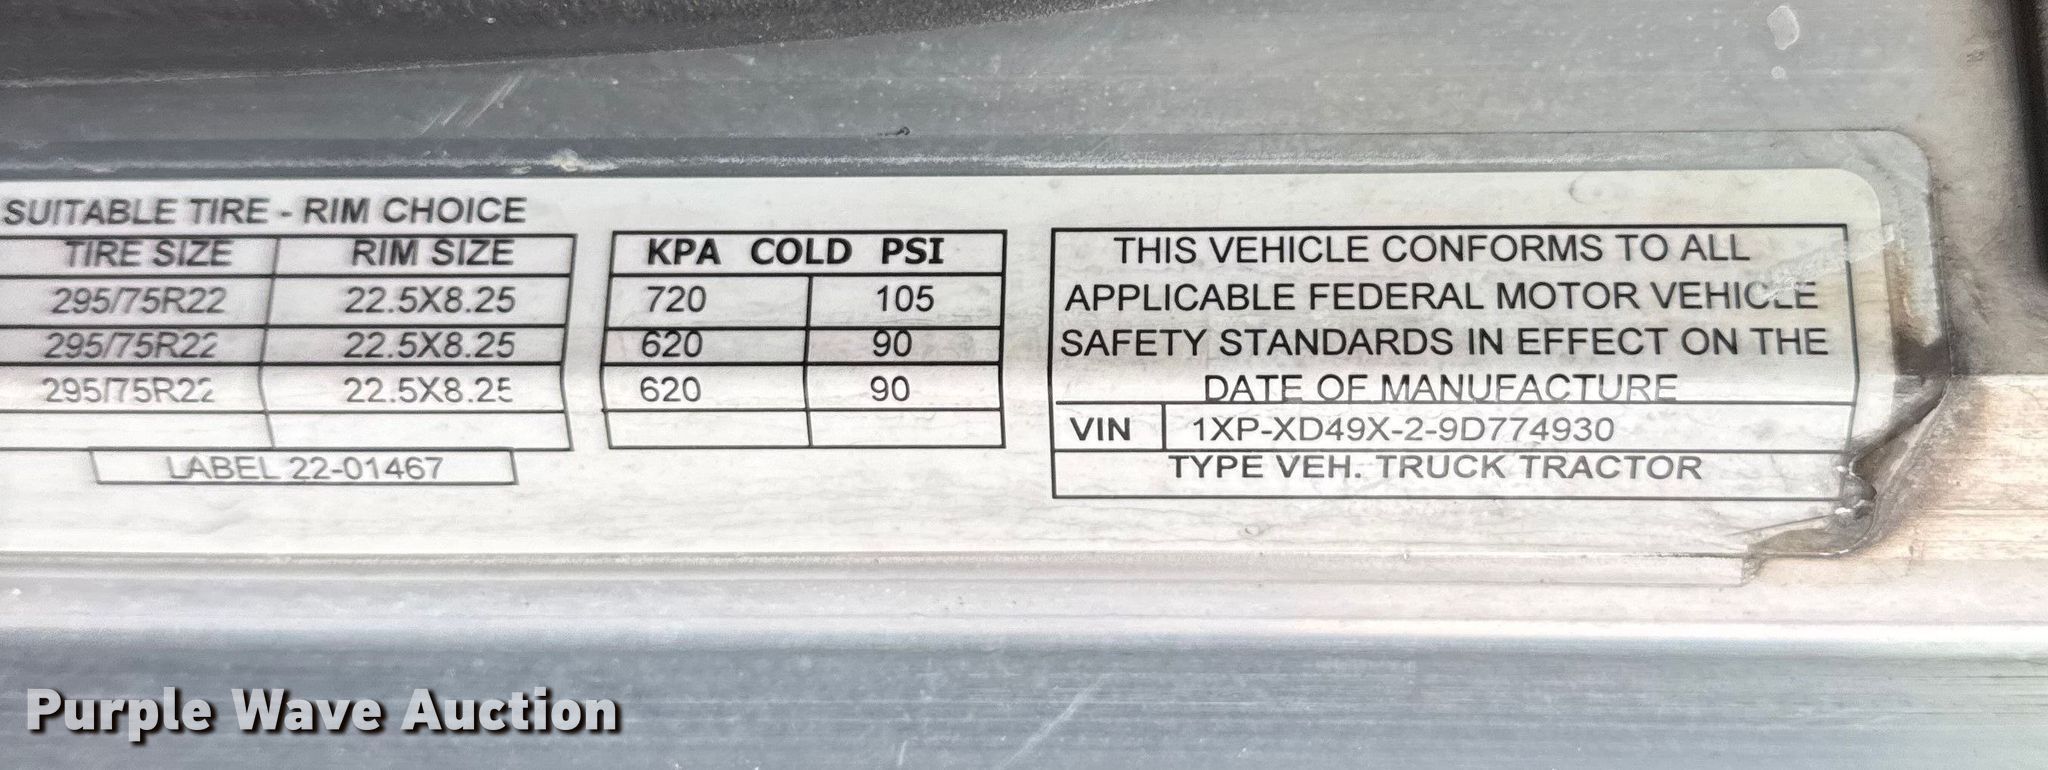 SUITABLE TIRE - RIM CHOICE
TIRE SIZE RIM SIZE
295/75R22 22.5X8.25
295/75R22 22.5X8.25
295/75R22 22.5X8.25
LABEL 22-01467
KPA COLD PSI
720 105
620 90
620 90
THIS VEHICLE CONFORMS TO ALL
APPLICABLE FEDERAL MOTOR VEHICLE
SAFETY STANDARDS IN EFFECT ON THE
DATE OF MANUFACTURE
VIN 1XP-XD49X-2-9D774930
TYPE VEH. TRUCK TRACTOR
Purple Wave Auction